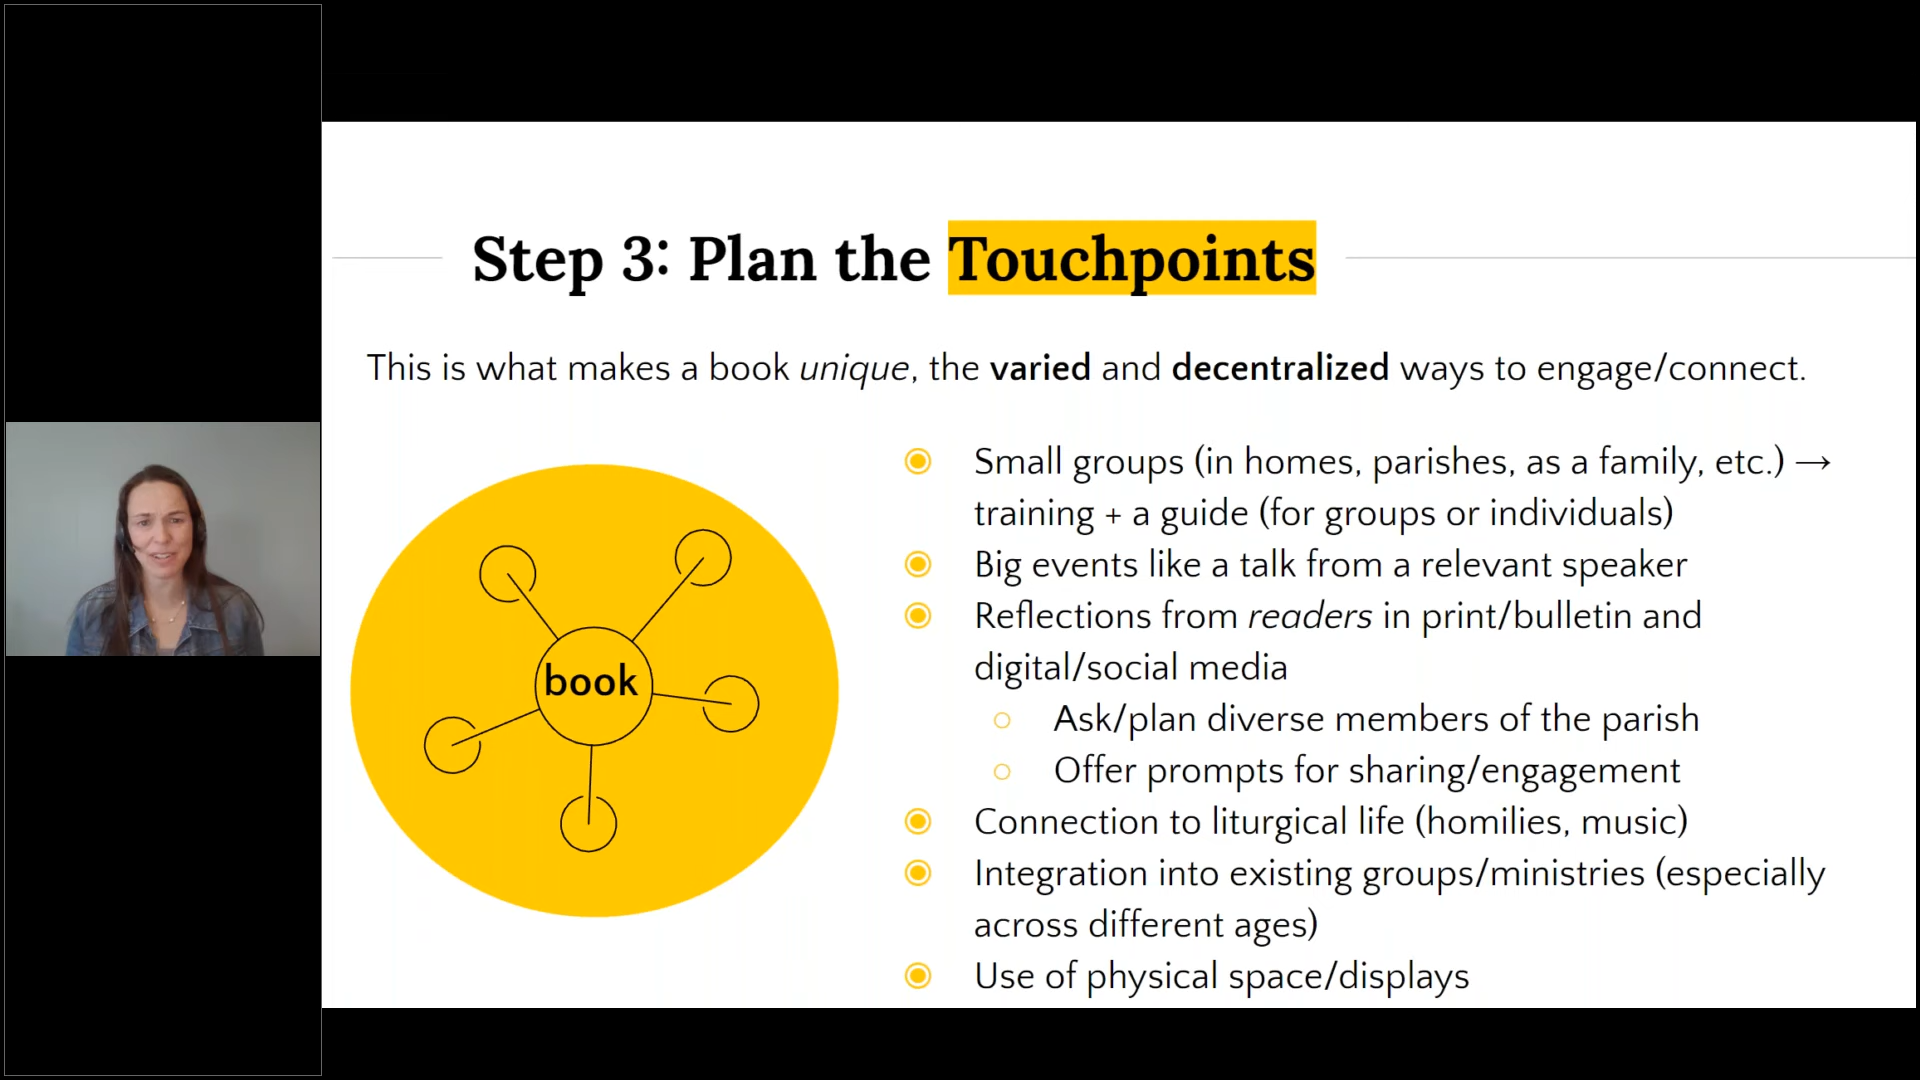 Step 3: Plan the Touchpoints
This is what makes a book unique, the varied and decentralized ways to engage/connect.
book
Small groups (in homes, parishes, as a family, etc.) →
training + a guide (for groups or individuals)
Big events like a talk from a relevant speaker
Reflections from readers in print/bulletin and
digital/social media
Ask/plan diverse members of the parish
Offer prompts for sharing/engagement
Connection to liturgical life (homilies, music)
Integration into existing groups/ministries (especially
across different ages)
Use of physical space/displays